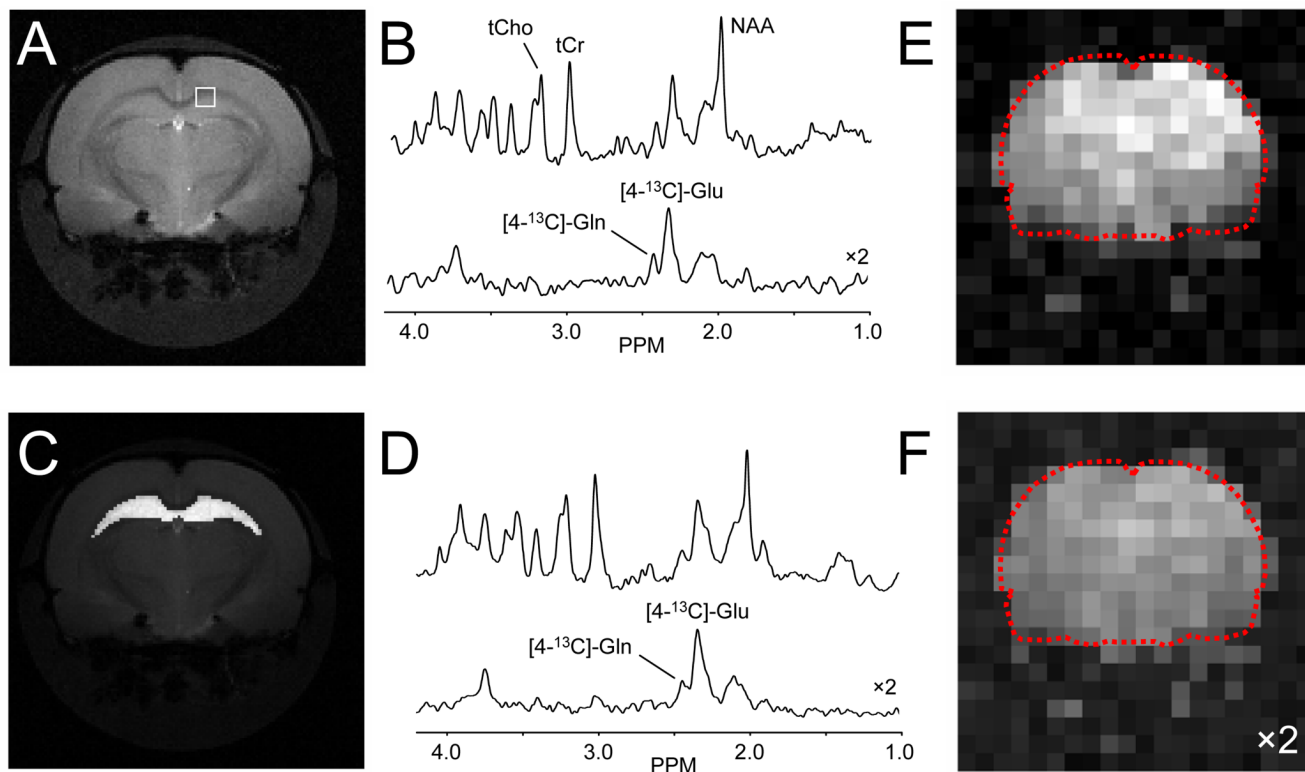 A
B
tCho
tCr
NAA
[4-¹³C]-Glu
[4-¹³C]-Gln
×2
4.0 3.0 2.0 1.0
PPM
E
C
D
[4-¹³C]-Glu
[4-¹³C]-Gln
×2
4.0 3.0 2.0 1.0
PPM
F
×2